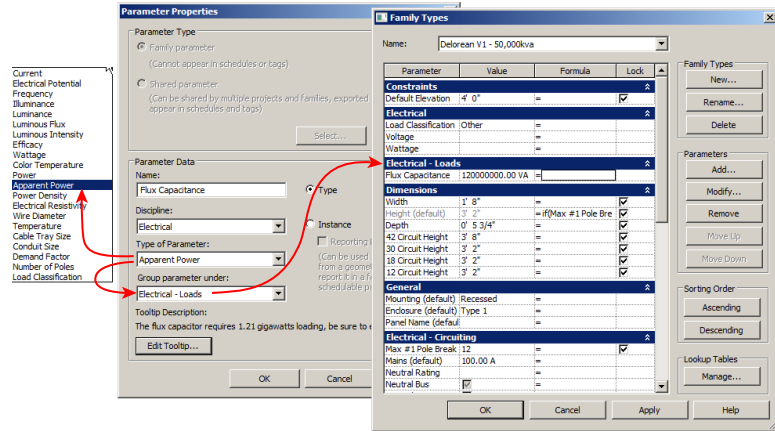 Current
Electrical Potential
Frequency
Illuminance
Luminance
Luminous Flux
Luminous Intensity
Efficacy
Wattage
Color Temperature
Power
Apparent Power
Power Density
Electrical Resistivity
Wire Diameter
Temperature
Cable Tray Size
Conduit Size
Demand Factor
Number of Poles
Load Classification
Parameter Properties
Parameter Type
Family parameter
(Cannot appear in schedules or tags)
Shared parameter
(Can be shared by multiple projects and families, exported
appear in schedules and tags)
Select...
Parameter Data
Name:
Flux Capacitance
Type
Discipline:
Electrical
Instance
Type of Parameter:
Reporting
Apparent Power
(Can be used
from a geome
Group parameter under:
report it in a f
Electrical - Loads
schedulable p
Tooltip Description:
The flux capacitor requires 1.21 gigawatts loading, be sure to e
Edit Tooltip...
OK
Cancel
Family Types
Name:
Delorean V1 - 50,000kva
Parameter Value Formula Lock
Constraints
Default Elevation 4' 0" =
Electrical
Load Classification Other =
Voltage =
Wattage =
Electrical - Loads
Flux Capacitance 120000000.00 VA =
Dimensions
Width 1' 8" =
Height (default) 3' 2" =if(Max #1 Pole Bre
Depth 0' 5 3/4" =
42 Circuit Height 3' 8" =
30 Circuit Height 3' 2" =
18 Circuit Height 3' 2" =
12 Circuit Height 3' 2" =
General
Mounting (default) Recessed =
Enclosure (default) Type 1 =
Panel Name (defaul =
Electrical - Circuiting
Max #1 Pole Break 12 =
Mains (default) 100.00 A =
Neutral Rating =
Neutral Bus =
Family Types
New...
Rename...
Delete
Parameters
Add...
Modify...
Remove
Move Up
Move Down
Sorting Order
Ascending
Descending
Lookup Tables
Manage...
OK
Cancel
Apply
Help